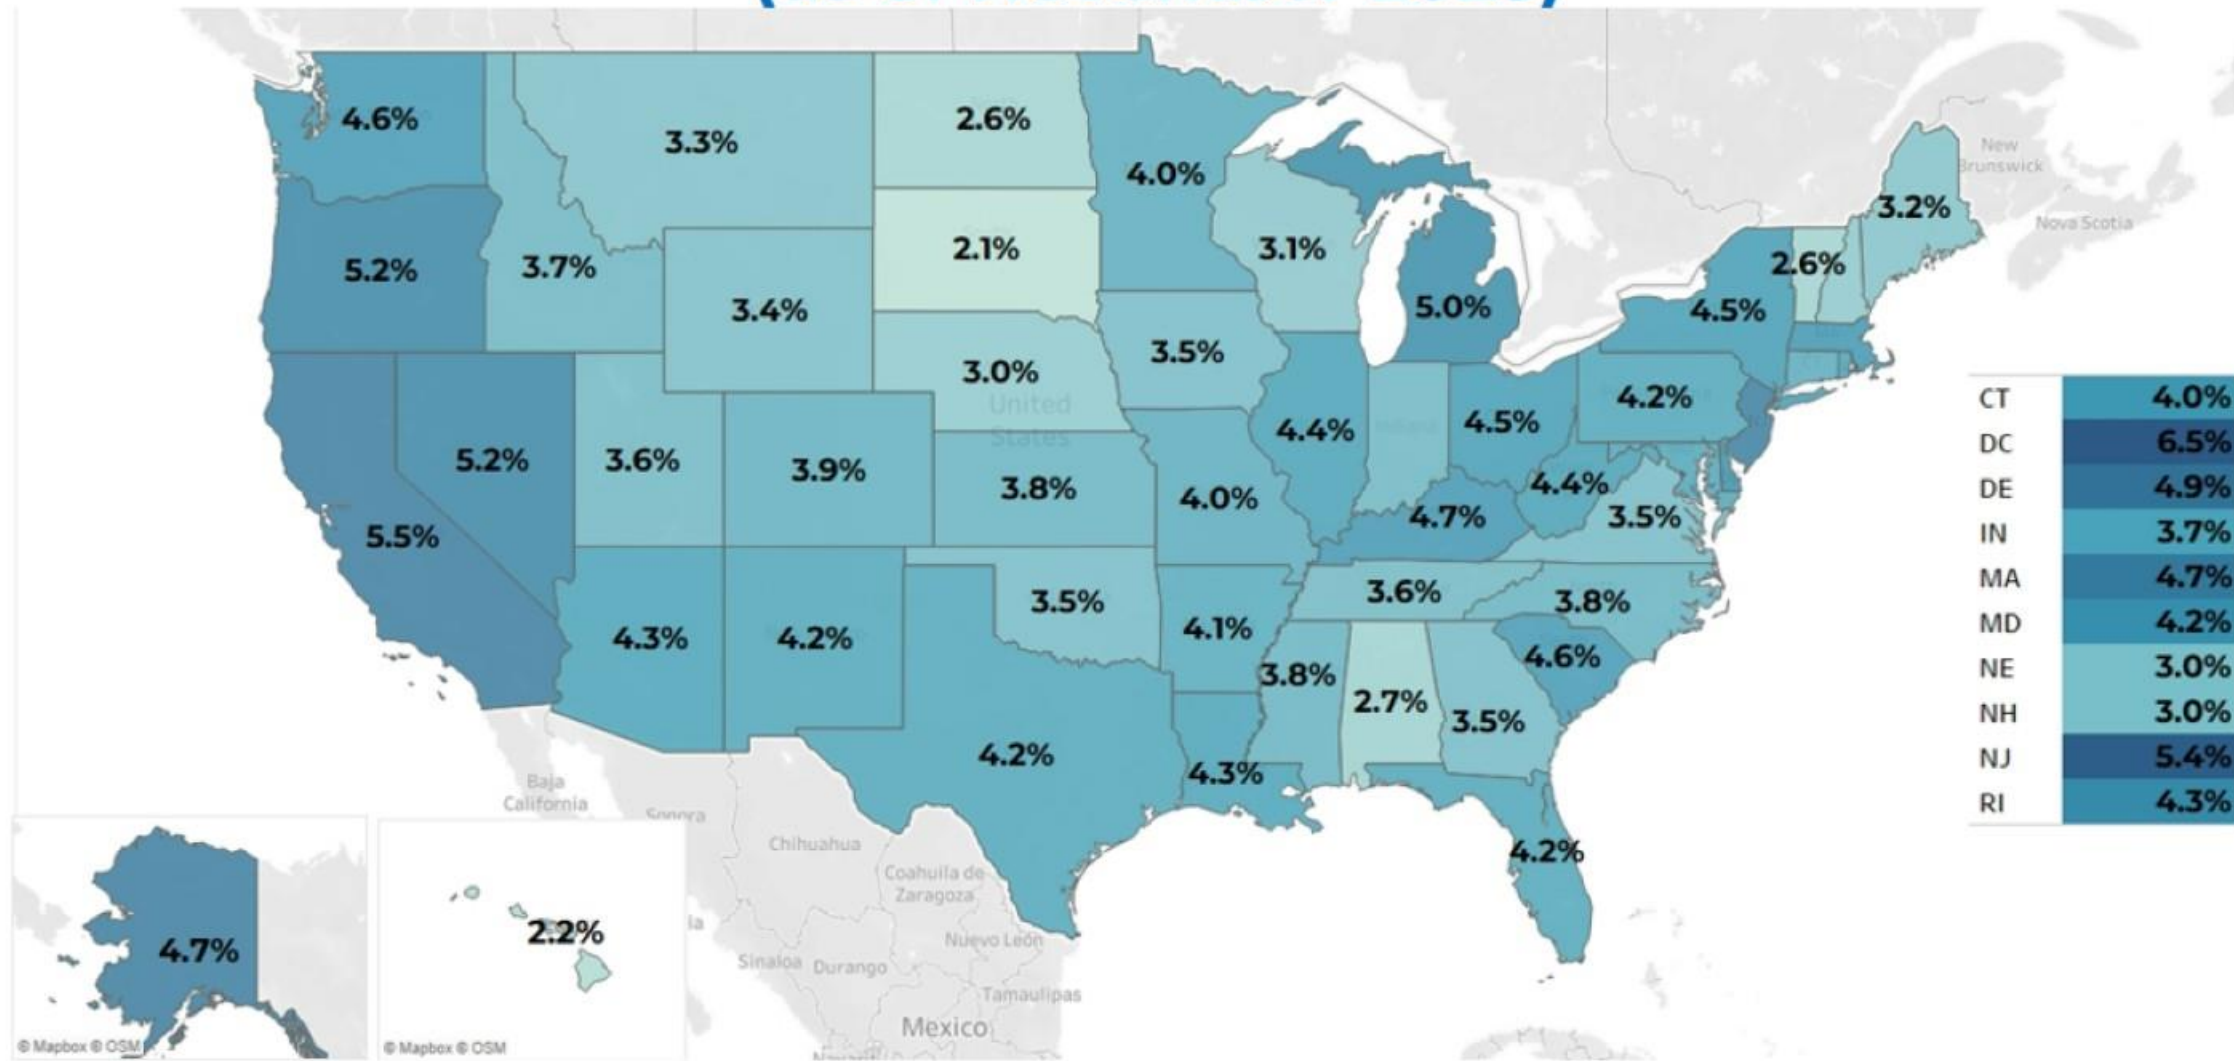 4.6%
3.3%
2.6%
4.0%
New
Brunswick
3.2%
Nova Scotia
5.2%
3.7%
2.1%
3.1%
2.6%
3.4%
5.0%
4.5%
3.5%
3.0%
United
States
4.2%
4.4%
Indiana
4.5%
5.2%
3.6%
3.9%
3.8%
4.0%
4.4%
4.7%
3.5%
5.5%
3.5%
3.6%
3.8%
4.3%
4.2%
4.1%
4.6%
3.8%
2.7%
3.5%
4.2%
4.3%
4.2%
CT 4.0%
DC 6.5%
DE 4.9%
IN 3.7%
MA 4.7%
MD 4.2%
NE 3.0%
NH 3.0%
NJ 5.4%
RI 4.3%
Baja
California
Sonora
Chihuahua
Coahuila de
Zaragoza
Nuevo León
Sinaloa
Durango
Tamaulipas
Mexico
4.7%
© Mapbox © OSM
2.2%
© Mapbox © OSM